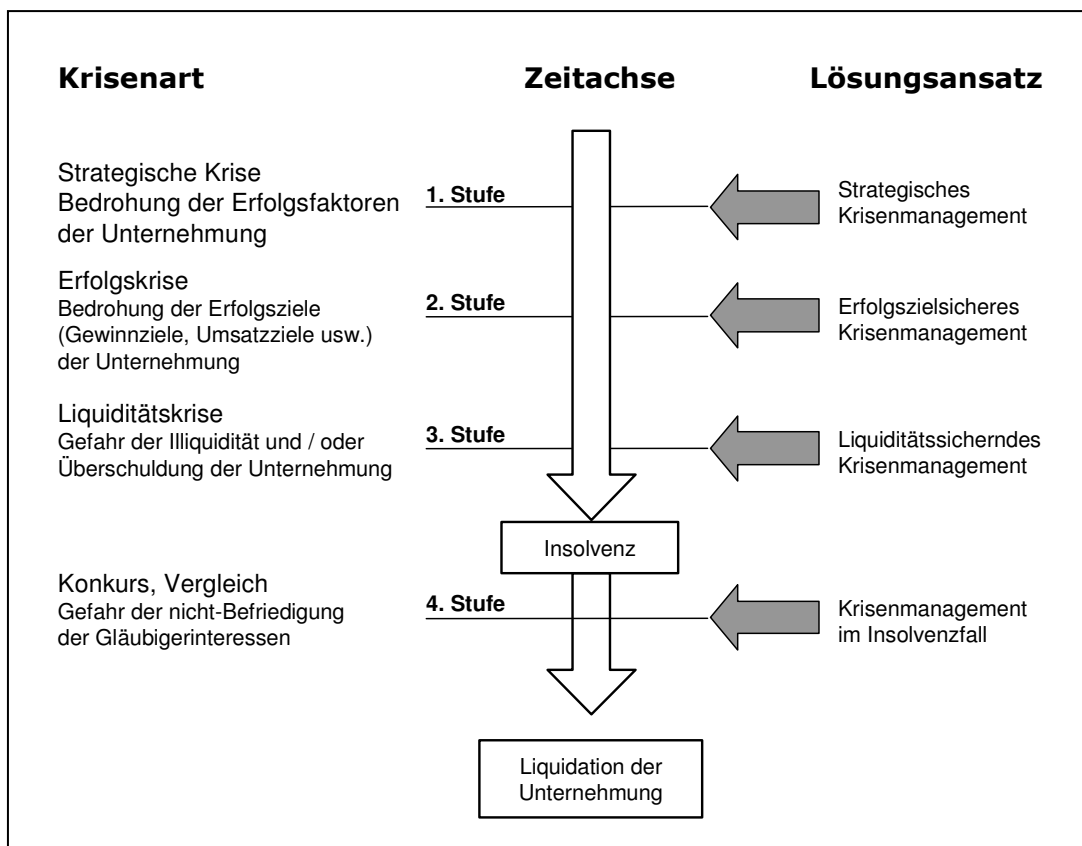 Krisenart
Zeitachse
Lösungsansatz
Strategische Krise
Bedrohung der Erfolgsfaktoren
der Unternehmung
1. Stufe
Strategisches
Krisenmanagement
Erfolgskrise
Bedrohung der Erfolgsziele
(Gewinnziele, Umsatzziele usw.)
der Unternehmung
2. Stufe
Erfolgszielsicheres
Krisenmanagement
Liquiditätskrise
Gefahr der Illiquidität und / oder
Überschuldung der Unternehmung
3. Stufe
Liquiditätssicherndes
Krisenmanagement
Insolvenz
Konkurs, Vergleich
Gefahr der nicht-Befriedigung
der Gläubigerinteressen
4. Stufe
Krisenmanagement
im Insolvenzfall
Liquidation der
Unternehmung